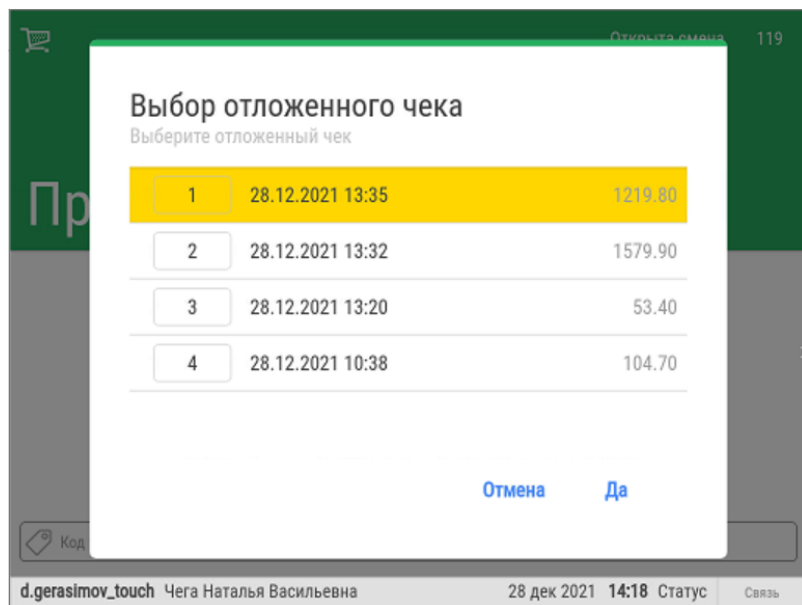 Открыта смена 119
Выбор отложенного чека
Выберите отложенный чек
1 28.12.2021 13:35 1219.80
2 28.12.2021 13:32 1579.90
3 28.12.2021 13:20 53.40
4 28.12.2021 10:38 104.70
Пр
Отмена Да
Код
d.gerasimov_touch Чега Наталья Васильевна 28 дек 2021 14:18 Статус Связь